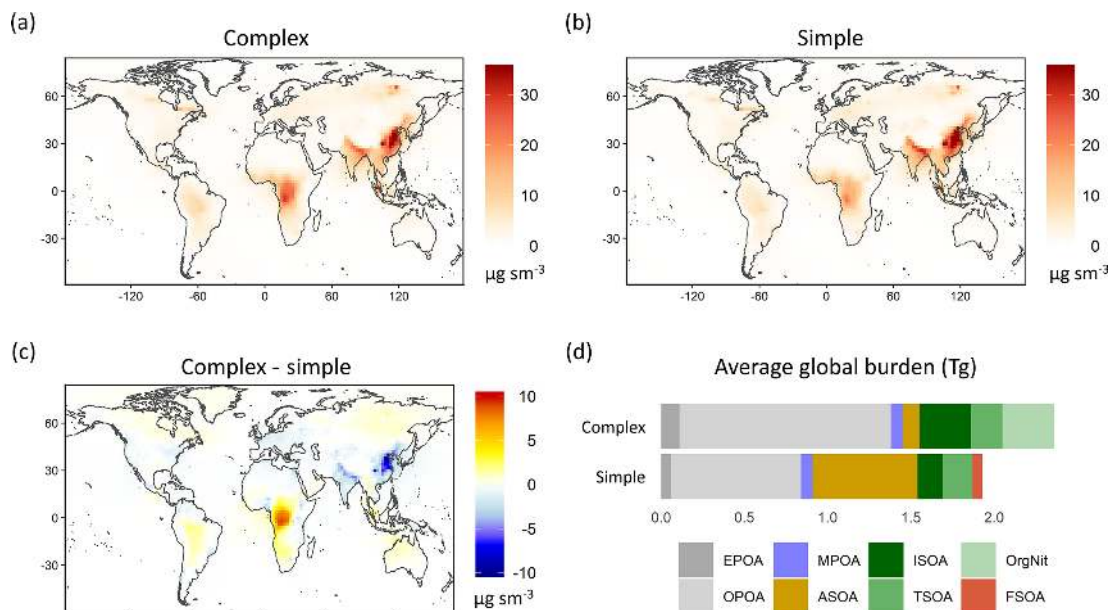 (a)
Complex
60
30
0
-30
-120
-60
0
60
120
30
20
10
0
µg sm-3
(b)
Simple
60
30
0
-30
-120
-60
0
60
120
30
20
10
0
µg sm-3
(c)
Complex - simple
60
30
0
-30
10
5
0
-5
-10
µg sm-3
(d)
Average global burden (Tg)
Complex
Simple
0.0
0.5
1.0
1.5
2.0
EPOA
MPOA
ISOA
OrgNit
OPOA
ASOA
TSOA
FSOA